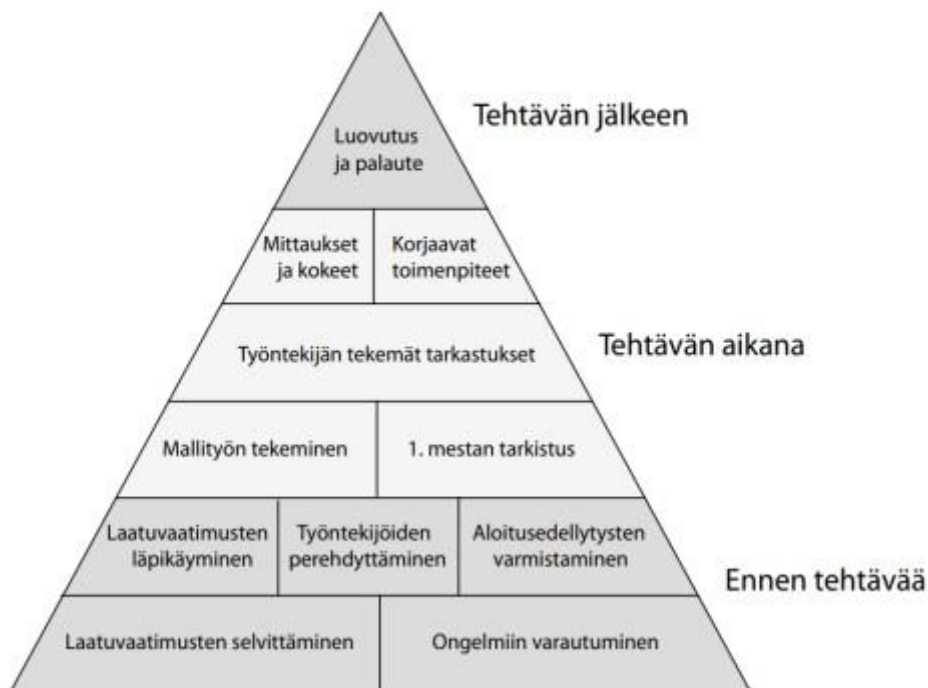 Tehtävän jälkeen
Luovutus
ja palaute
Mittaukset
ja kokeet
Korjaavat
toimenpiteet
Tehtävän aikana
Työntekijän tekemät tarkastukset
Mallityön tekeminen
1. mestan tarkistus
Laatuvaatimusten
läpikäyminen
Työntekijöiden
perehdyttäminen
Aloitusedellytysten
varmistaminen
Ennen tehtävää
Laatuvaatimusten selvittäminen
Ongelmiin varautuminen